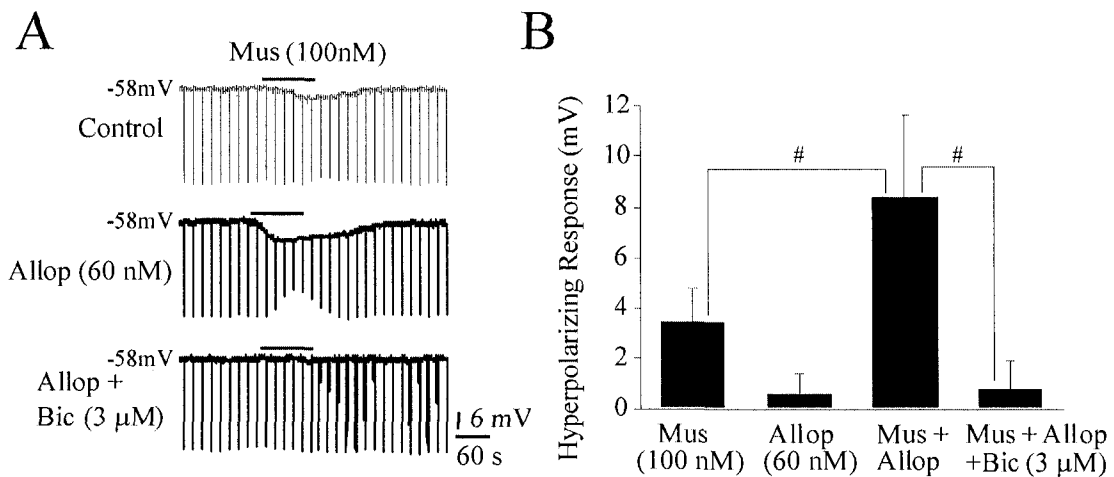 A
Mus (100nM)
-58mV
Control
-58mV
Allop (60 nM)
-58mV
Allop +
Bic (3 μM)
6 mV
60 s
B
Hyperpolarizing Response (mV)
12
10
8
6
4
2
0
#
#
Mus
(100 nM)
Allop
(60 nM)
Mus +
Allop
Mus + Allop
+Bic (3 μM)